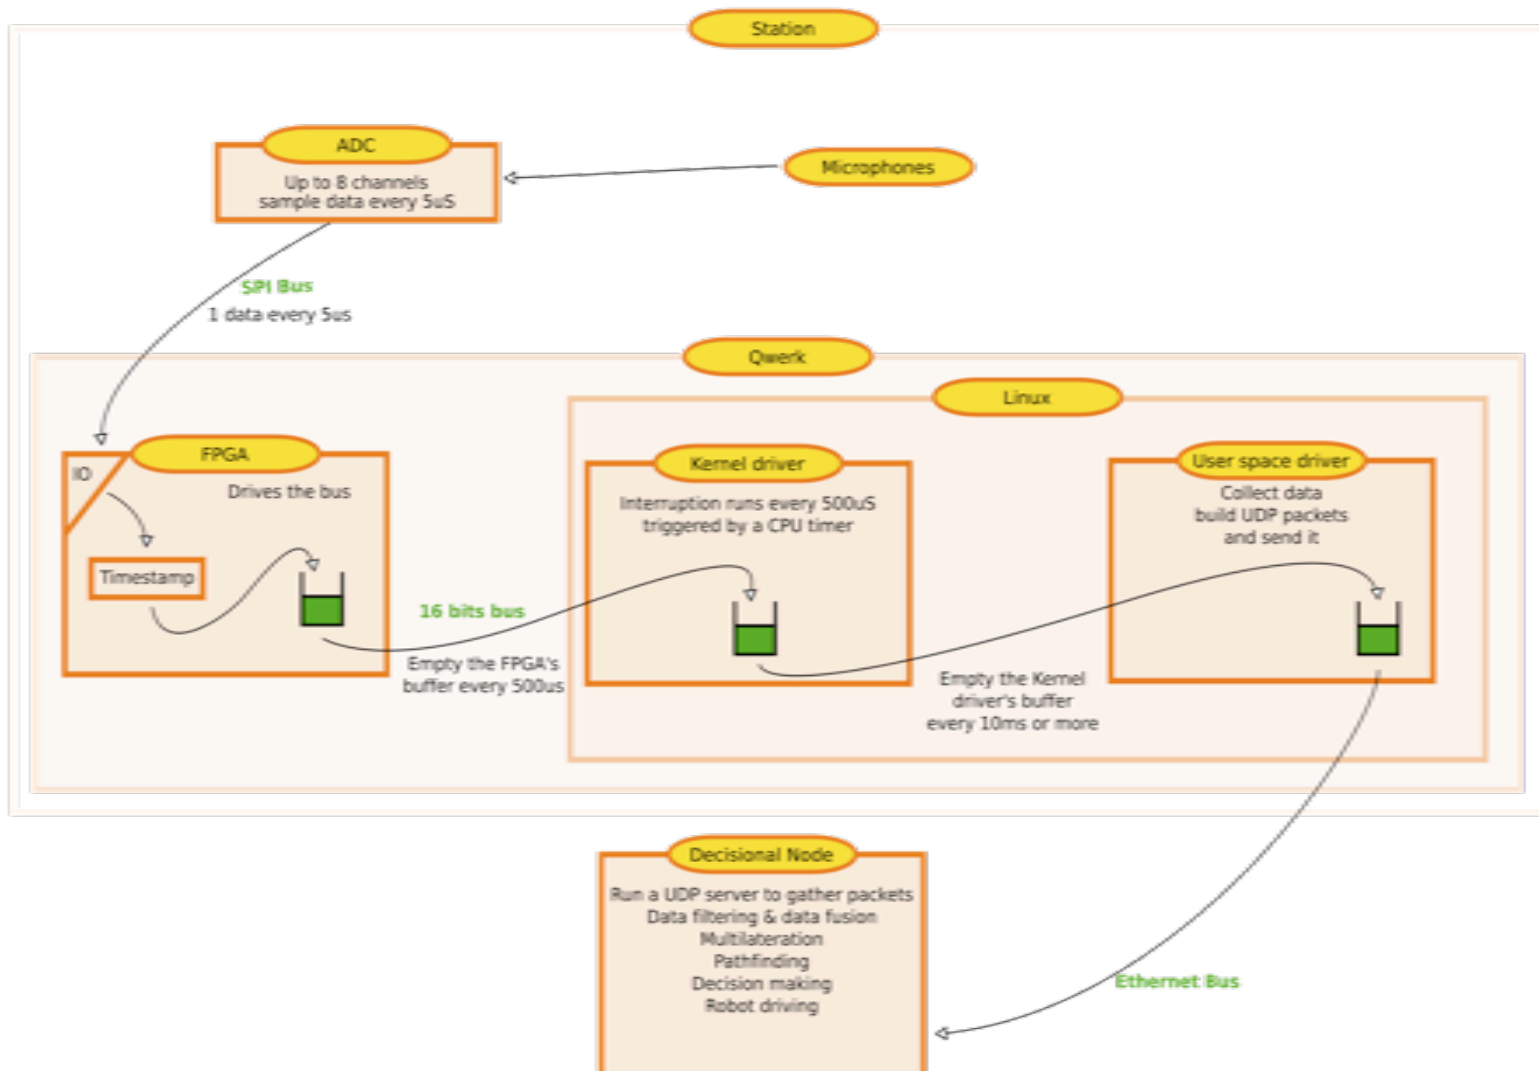 Station
ADC
Up to 8 channels
sample data every 5uS
Microphones
SPI Bus
1 data every 5us
Qwerk
Linux
FPGA
IO
Drives the bus
Timestamp
16 bits bus
Empty the FPGA's
buffer every 500us
Kernel driver
Interruption runs every 500uS
triggered by a CPU timer
Empty the Kernel
driver's buffer
every 10ms or more
User space driver
Collect data
build UDP packets
and send it
Decisional Node
Run a UDP server to gather packets
Data filtering & data fusion
Multilateration
Pathfinding
Decision making
Robot driving
Ethernet Bus